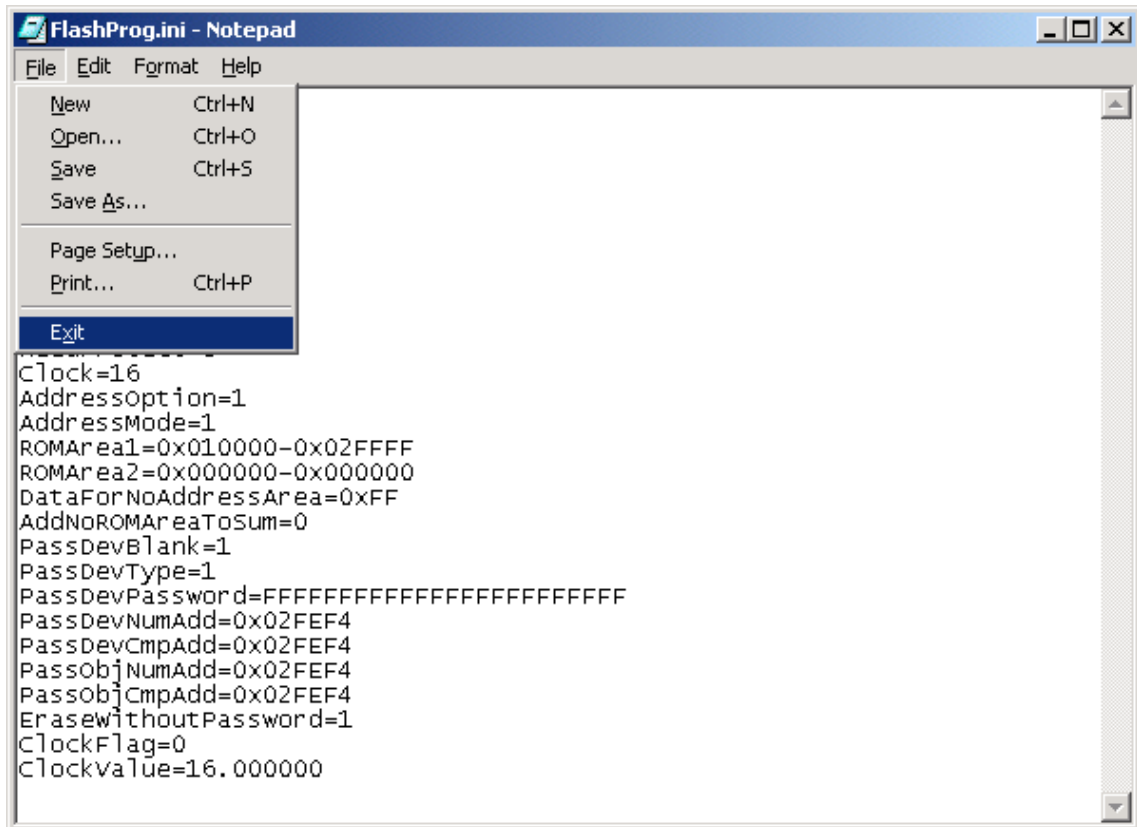 FlashProg.ini - Notepad
File Edit Format Help
New Ctrl+N
Open... Ctrl+O
Save Ctrl+S
Save As...
Page Setup...
Print... Ctrl+P
Exit
Clock=16
AddressOption=1
AddressMode=1
ROMArea1=0x010000-0x02FFFF
ROMArea2=0x000000-0x000000
DataForNoAddressArea=0xFF
AddNoROMAreaToSum=0
PassDevBlank=1
PassDevType=1
PassDevPassword=FFFFFFFFFFFFFFFFFFFFFFFF
PassDevNumAdd=0x02FEF4
PassDevCmpAdd=0x02FEF4
PassObjNumAdd=0x02FEF4
PassObjCmpAdd=0x02FEF4
EraseWithoutPassword=1
ClockFlag=0
ClockValue=16.000000